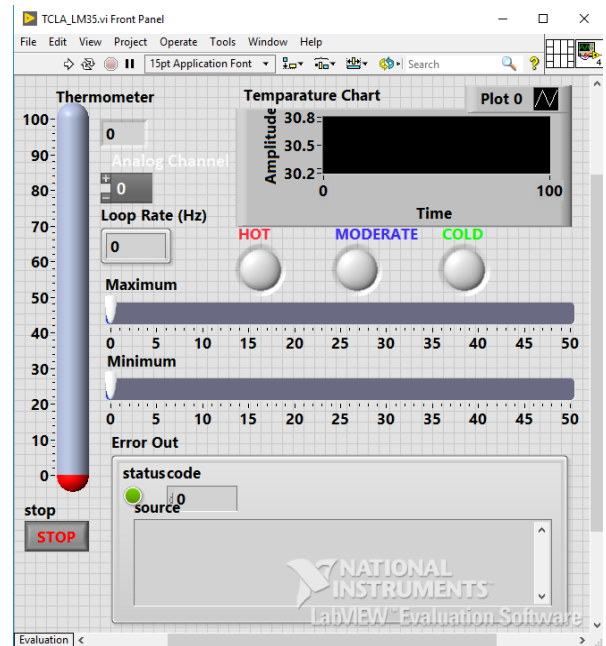 TCLA_LM35.vi Front Panel
File Edit View Project Operate Tools Window Help
15pt Application Font
Search
4
Thermometer
100
90
80
70
60
50
40
30
20
10
0
0
Analog Channel
0
Loop Rate (Hz)
0
Temparature Chart
Plot 0
Amplitude
30.8
30.5
30.2
0 100
Time
HOT MODERATE COLD
Maximum
0 5 10 15 20 25 30 35 40 45 50
Minimum
0 5 10 15 20 25 30 35 40 45 50
Error Out
status code
d 0
source
stop
STOP
NATIONAL
INSTRUMENTS
LabVIEW™ Evaluation Software
Evaluation